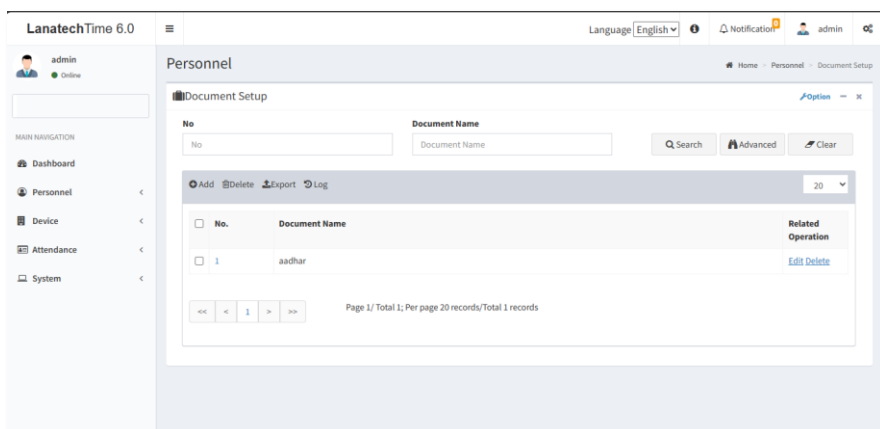 LanatechTime 6.0
Language English
0
Notification
admin
admin
Online
Personnel
Home
Personnel
Document Setup
Document Setup
Option
No
Document Name
No
Document Name
Search
Advanced
Clear
MAIN NAVIGATION
Dashboard
Personnel
Device
Attendance
System
Add Delete Export Log
20
No.
Document Name
Related
Operation
1
aadhar
Edit Delete
<< < 1 > >>
Page 1/ Total 1; Per page 20 records/Total 1 records